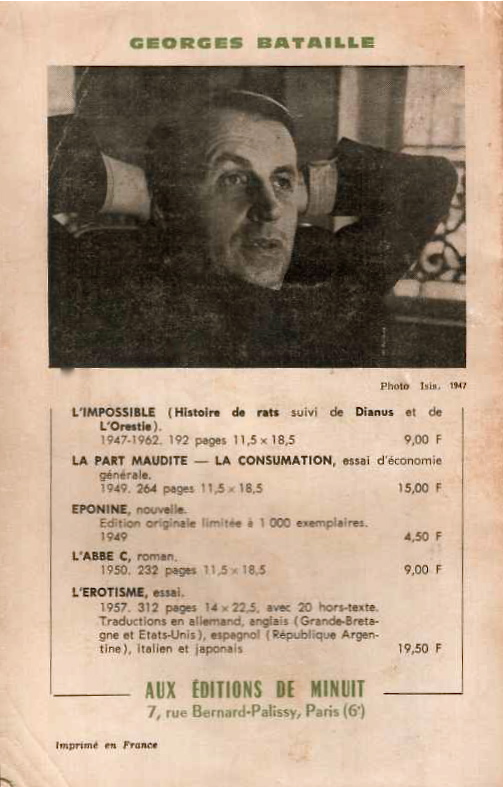 GEORGES BATAILLE
Photo Isis. 1947
L'IMPOSSIBLE (Histoire de rats suivi de Dianus et de
L'Orestie).
1947-1962. 192 pages 11,5 × 18,5 9,00 F
LA PART MAUDITE — LA CONSUMATION, essai d'économie
générale.
1949. 264 pages 11,5 × 18,5 15,00 F
EPONINE, nouvelle.
Edition originale limitée à 1 000 exemplaires.
1949 4,50 F
L'ABBE C, roman.
1950. 232 pages 11,5 × 18,5 9,00 F
L'EROTISME, essai.
1957. 312 pages 14 × 22,5, avec 20 hors-texte.
Traductions en allemand, anglais (Grande-Breta-
gne et Etats-Unis), espagnol (République Argen-
tine), italien et japonais 19,50 F
AUX ÉDITIONS DE MINUIT
7, rue Bernard-Palissy, Paris (6e)
Imprimé en France